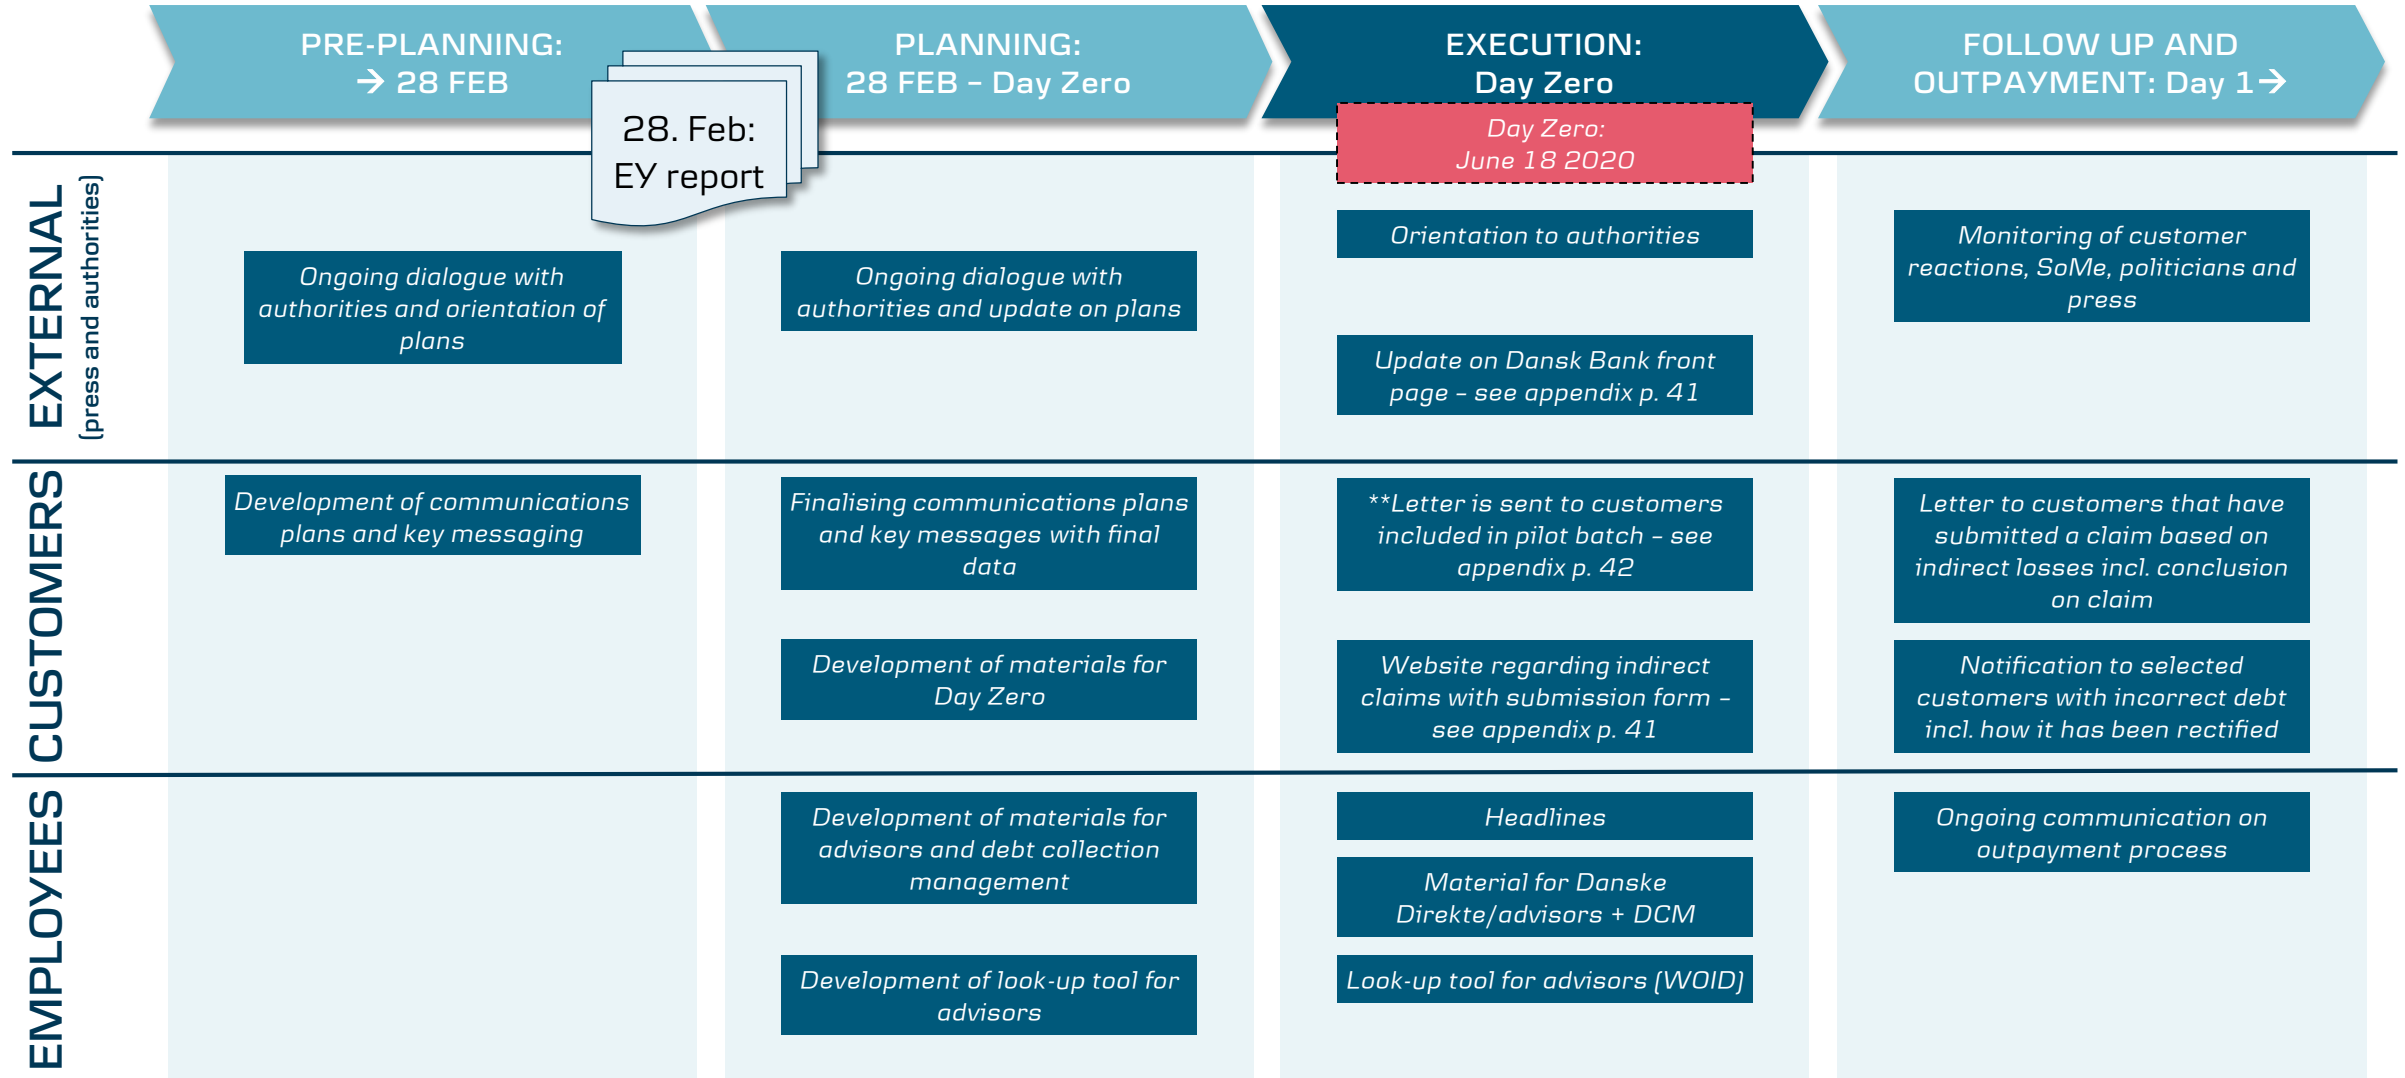 PRE-PLANNING:
→ 28 FEB
PLANNING:
28 FEB – Day Zero
EXECUTION:
Day Zero
FOLLOW UP AND
OUTPAYMENT: Day 1→
28. Feb:
EY report
Day Zero:
June 18 2020
EXTERNAL
(press and authorities)
Ongoing dialogue with
authorities and orientation of
plans
Ongoing dialogue with
authorities and update on plans
Orientation to authorities
Update on Dansk Bank front
page – see appendix p. 41
Monitoring of customer
reactions, SoMe, politicians and
press
CUSTOMERS
Development of communications
plans and key messaging
Finalising communications plans
and key messages with final
data
Development of materials for
Day Zero
**Letter is sent to customers
included in pilot batch – see
appendix p. 42
Website regarding indirect
claims with submission form –
see appendix p. 41
Letter to customers that have
submitted a claim based on
indirect losses incl. conclusion
on claim
Notification to selected
customers with incorrect debt
incl. how it has been rectified
EMPLOYEES
Development of materials for
advisors and debt collection
management
Development of look-up tool for
advisors
Headlines
Material for Danske
Direkte/advisors + DCM
Look-up tool for advisors (WOID)
Ongoing communication on
outpayment process